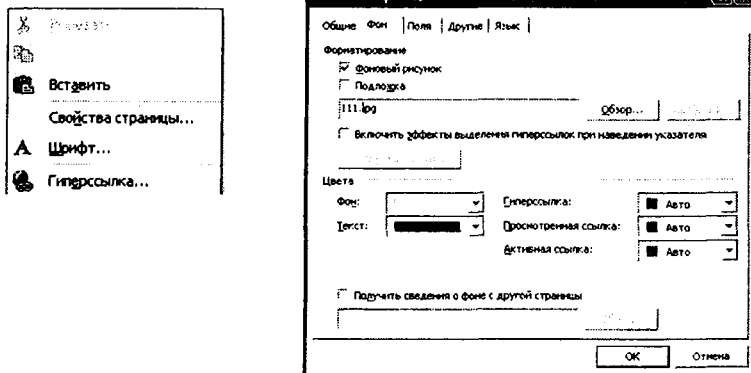 Вставить
Свойства страницы...
Шрифт...
Гиперссылка...
Общие Фон Поля Другие Язык
Форматирование
Фоновый рисунок
Подложка
111.jpg Обзор...
Включить эффекты выделения гиперссылок при наведении указателя
Цвета
Фон: Гиперссылка: Авто
Текст: Просмотренная ссылка: Авто
Активная ссылка: Авто
Получить сведения о фоне с другой страницы
ОК Отмена